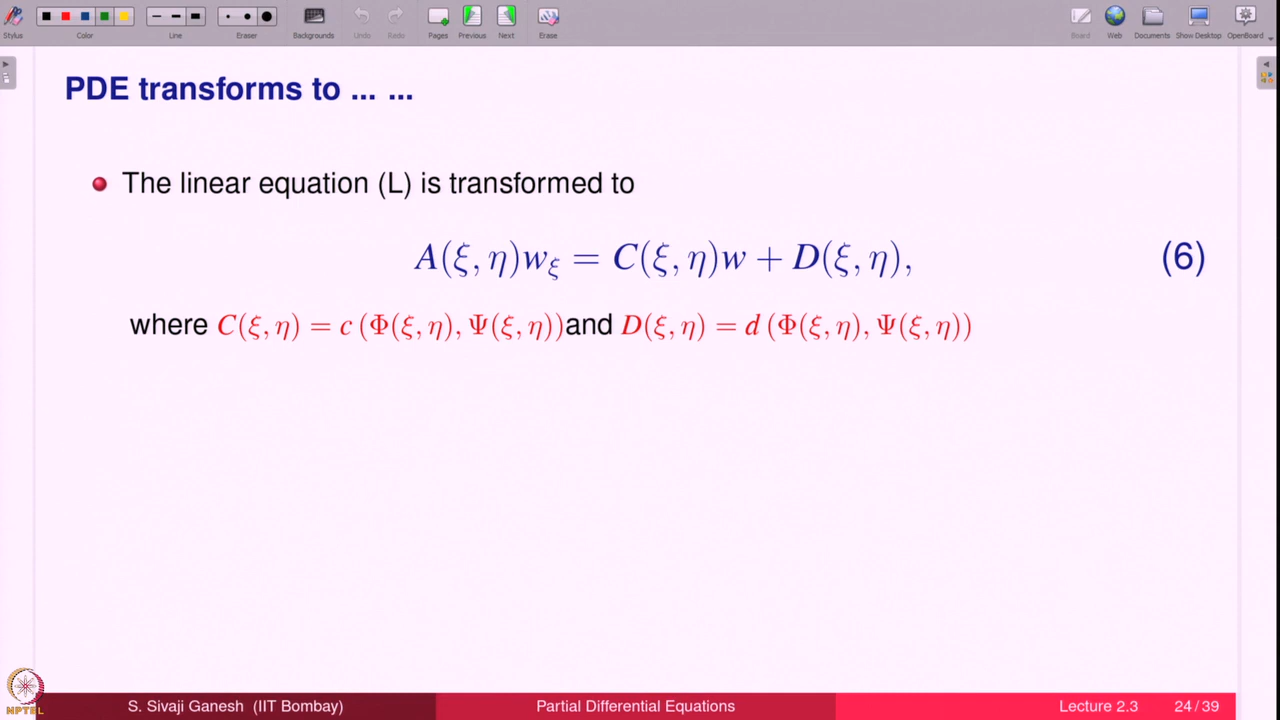 Stylus Color Line Eraser Backgrounds Undo Redo Pages Previous Next Erase Board Web Documents Show Desktop OpenBoard
PDE transforms to ... ...
The linear equation (L) is transformed to
A(ξ, η)w_ξ = C(ξ, η)w + D(ξ, η), (6)
where C(ξ, η) = c (Φ(ξ, η), Ψ(ξ, η)) and D(ξ, η) = d (Φ(ξ, η), Ψ(ξ, η))
NPTEL
S. Sivaji Ganesh (IIT Bombay) Partial Differential Equations Lecture 2.3 24/39